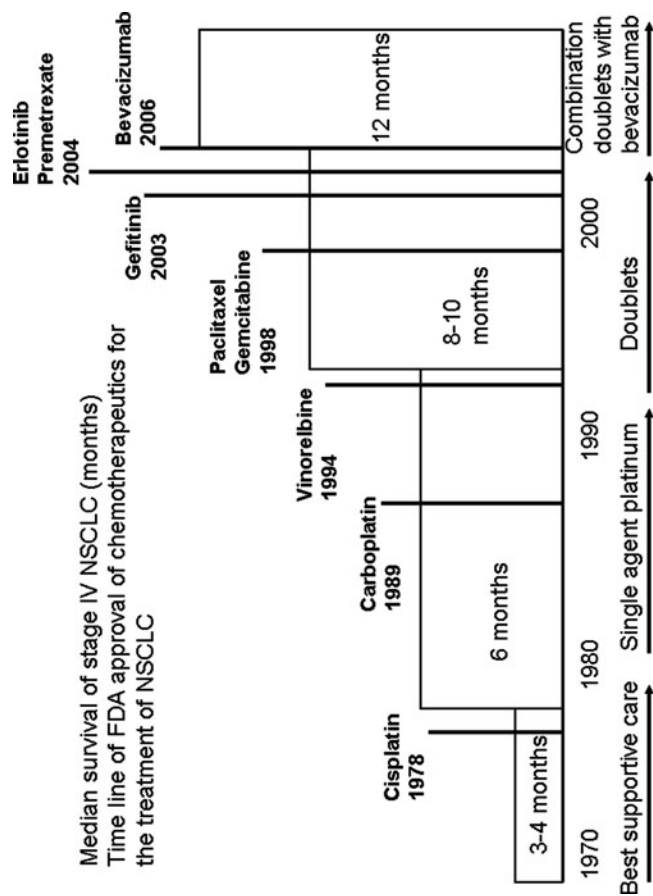 Median survival of stage IV NSCLC (months)
Time line of FDA approval of chemotherapeutics for
the treatment of NSCLC
Cisplatin
1978
Carboplatin
1989
Vinorelbine
1994
Paclitaxel
Gemcitabine
1998
Gefitinib
2003
Erlotinib
Premetrexate
2004
Bevacizumab
2006
3-4 months
6 months
8-10
months
12 months
1970
1980
1990
2000
Best supportive care
Single agent platinum
Doublets
Combination
doublets with
bevacizumab